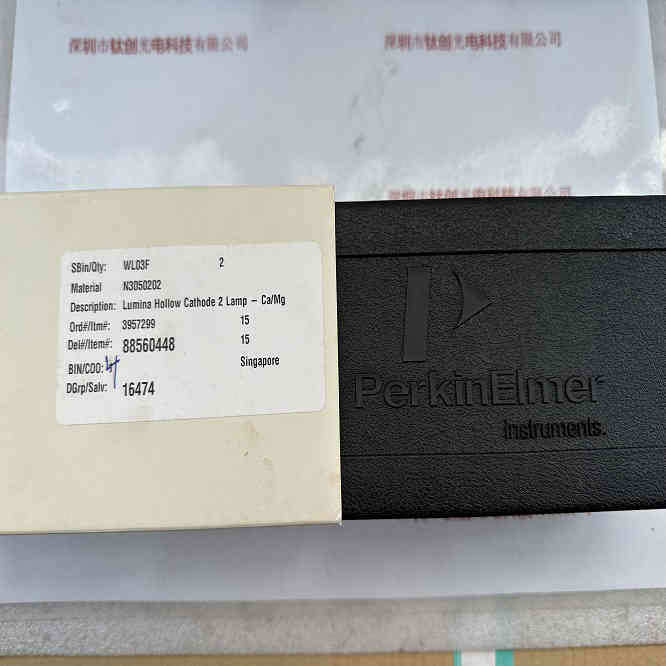 深圳市钛创光电科技有限公司
深圳市钛创光电科技有限公司
深圳市钛创光电科技有限公司
SBin/Qty: WL03F 2
Material N3050202
Description: Lumina Hollow Cathode 2 Lamp – Ca/Mg
Ord#/Itm#: 3957299 15
Del#/Item#: 88560448 15
BIN/COO: 4 Singapore
DGrp/Salv: 16474
PerkinElmer
instruments.